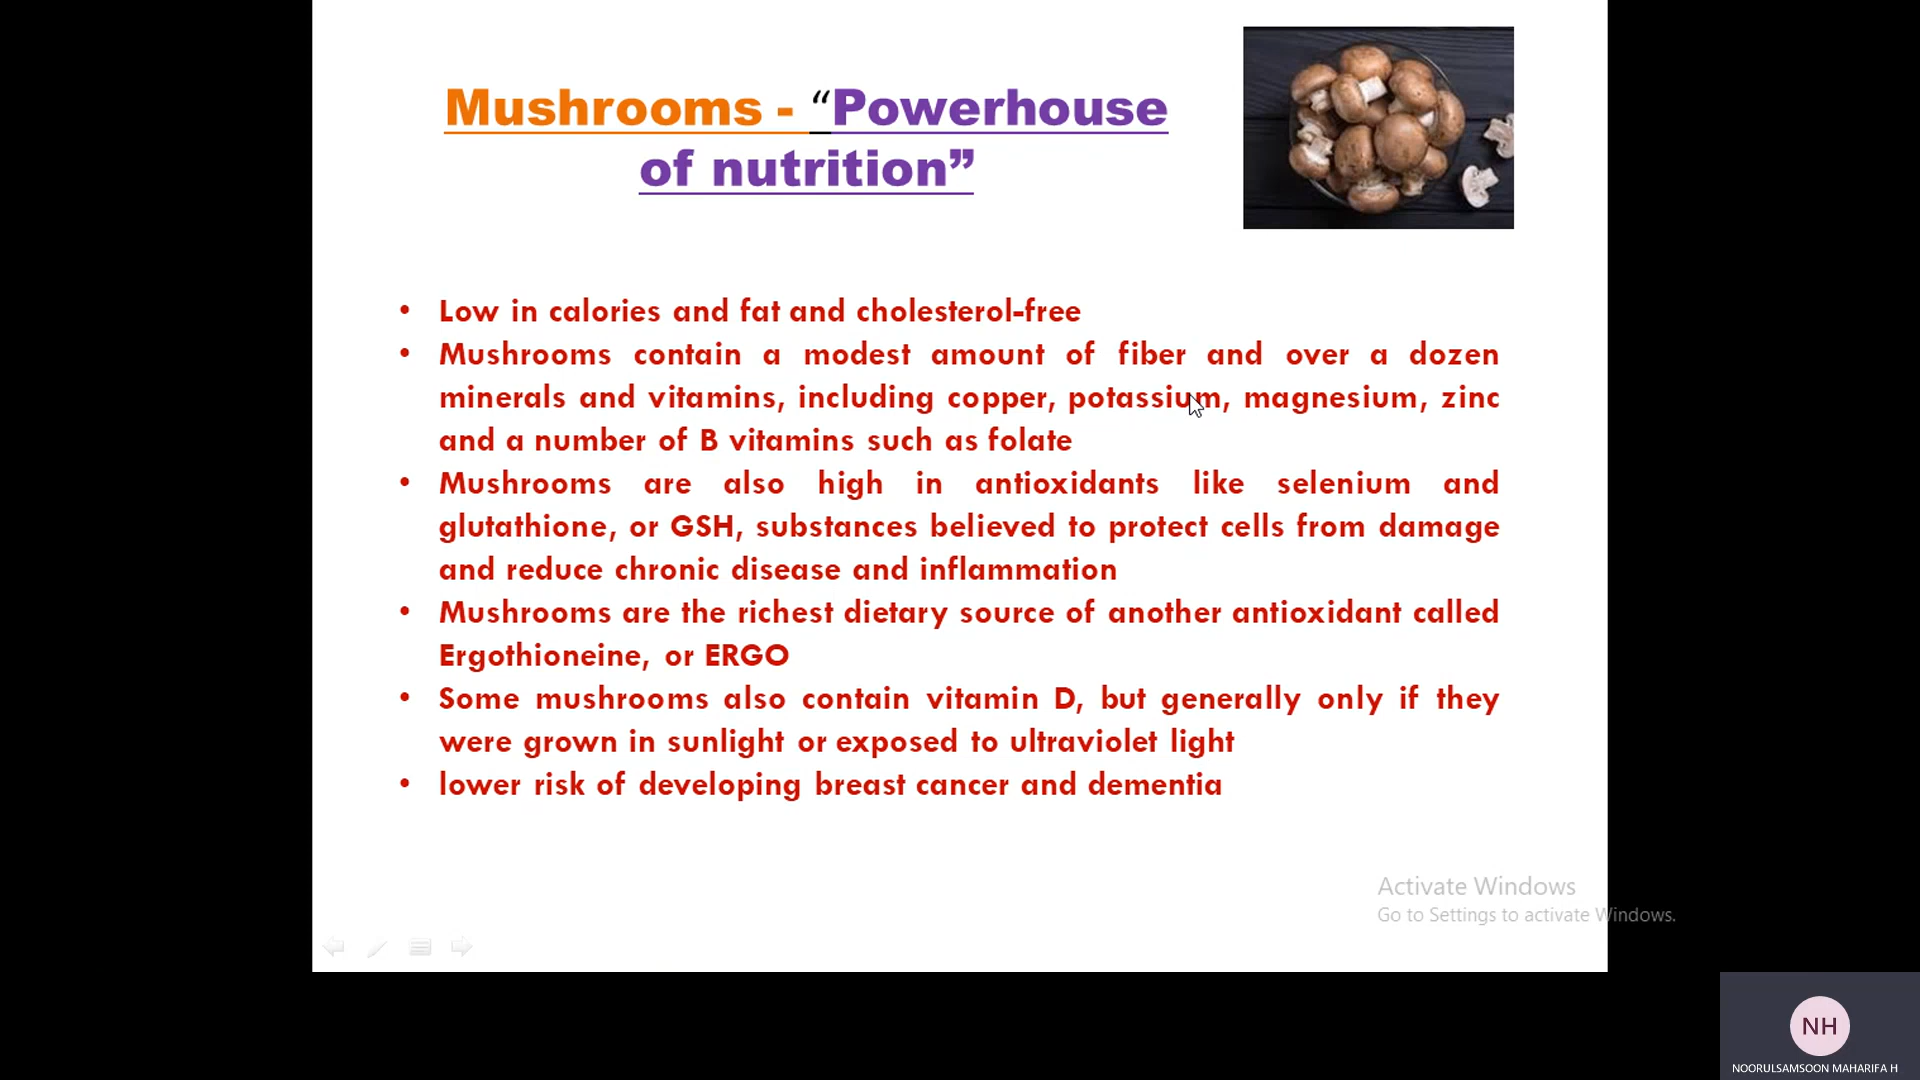 Mushrooms - “Powerhouse
of nutrition”
• Low in calories and fat and cholesterol-free
• Mushrooms contain a modest amount of fiber and over a dozen
minerals and vitamins, including copper, potassium, magnesium, zinc
and a number of B vitamins such as folate
• Mushrooms are also high in antioxidants like selenium and
glutathione, or GSH, substances believed to protect cells from damage
and reduce chronic disease and inflammation
• Mushrooms are the richest dietary source of another antioxidant called
Ergothioneine, or ERGO
• Some mushrooms also contain vitamin D, but generally only if they
were grown in sunlight or exposed to ultraviolet light
• lower risk of developing breast cancer and dementia
Activate Windows
Go to Settings to activate Windows.
NH
NOORULSAMSOON MAHARIFA H